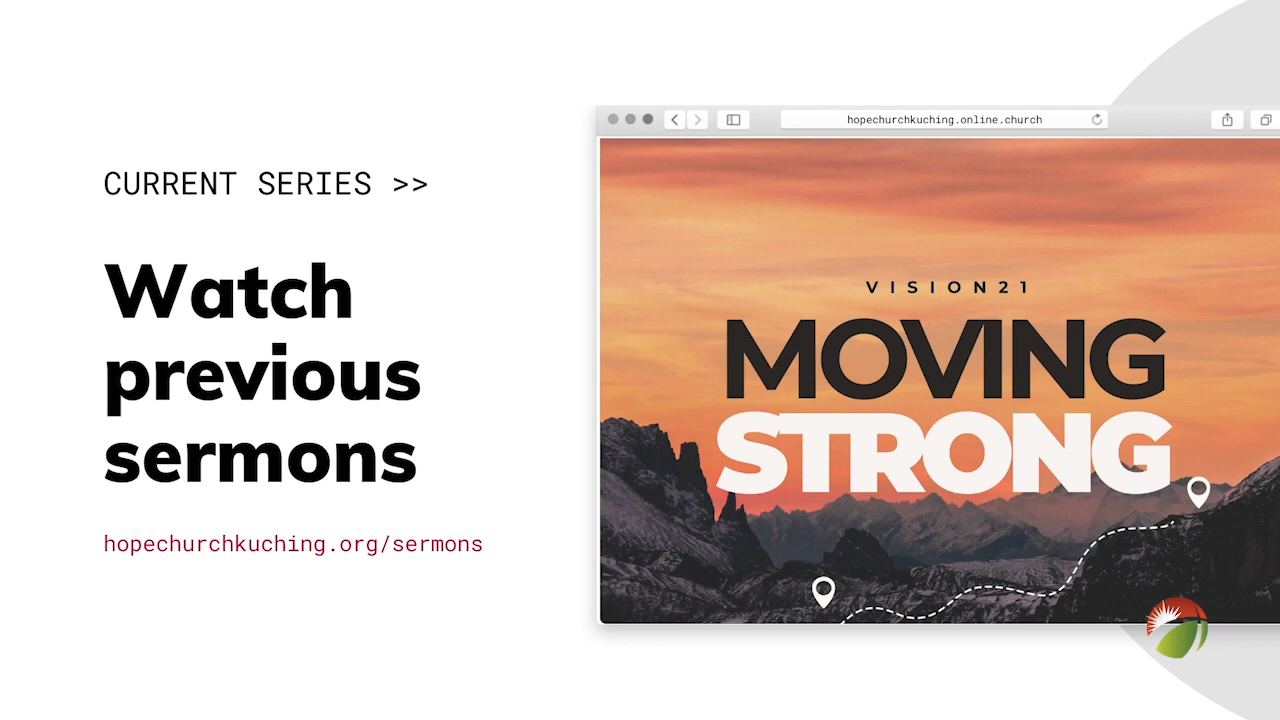 CURRENT SERIES >>
Watch
previous
sermons
hopechurchkuching.org/sermons
hopechurchkuching.online.church
VISION21
MOVING
STRONG